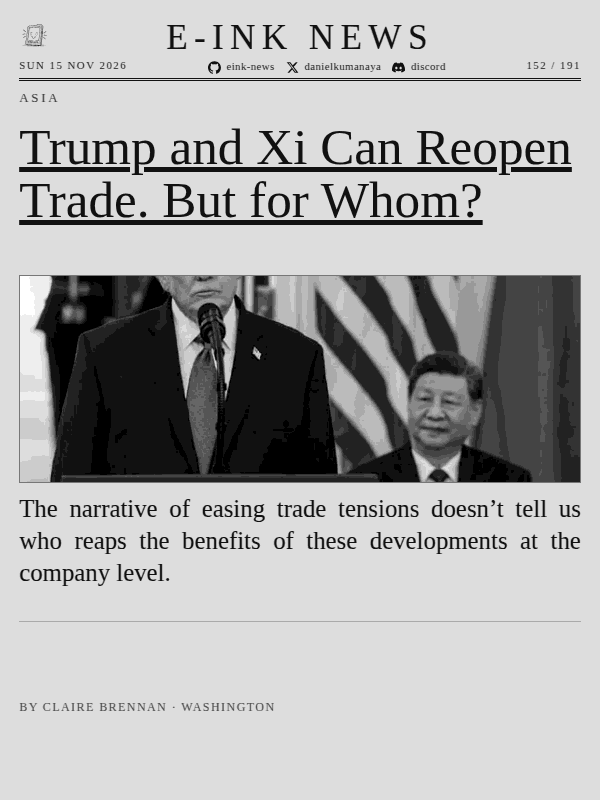 E-INK NEWS
SUN 15 NOV 2026
eink-news danielkumanaya discord
152 / 191
ASIA
Trump and Xi Can Reopen
Trade. But for Whom?
The narrative of easing trade tensions doesn’t tell us
who reaps the benefits of these developments at the
company level.
BY CLAIRE BRENNAN · WASHINGTON